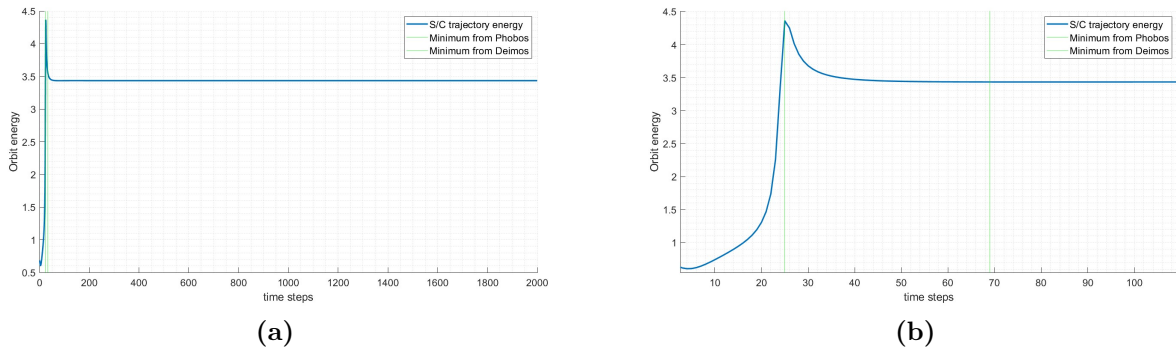 4.5
4
3.5
3
2.5
2
1.5
1
0.5
Orbit energy
0 200 400 600 800 1000 1200 1400 1600 1800 2000
time steps
S/C trajectory energy
Minimum from Phobos
Minimum from Deimos
(a)
4.5
4
3.5
3
2.5
2
1.5
1
Orbit energy
10 20 30 40 50 60 70 80 90 100
time steps
S/C trajectory energy
Minimum from Phobos
Minimum from Deimos
(b)